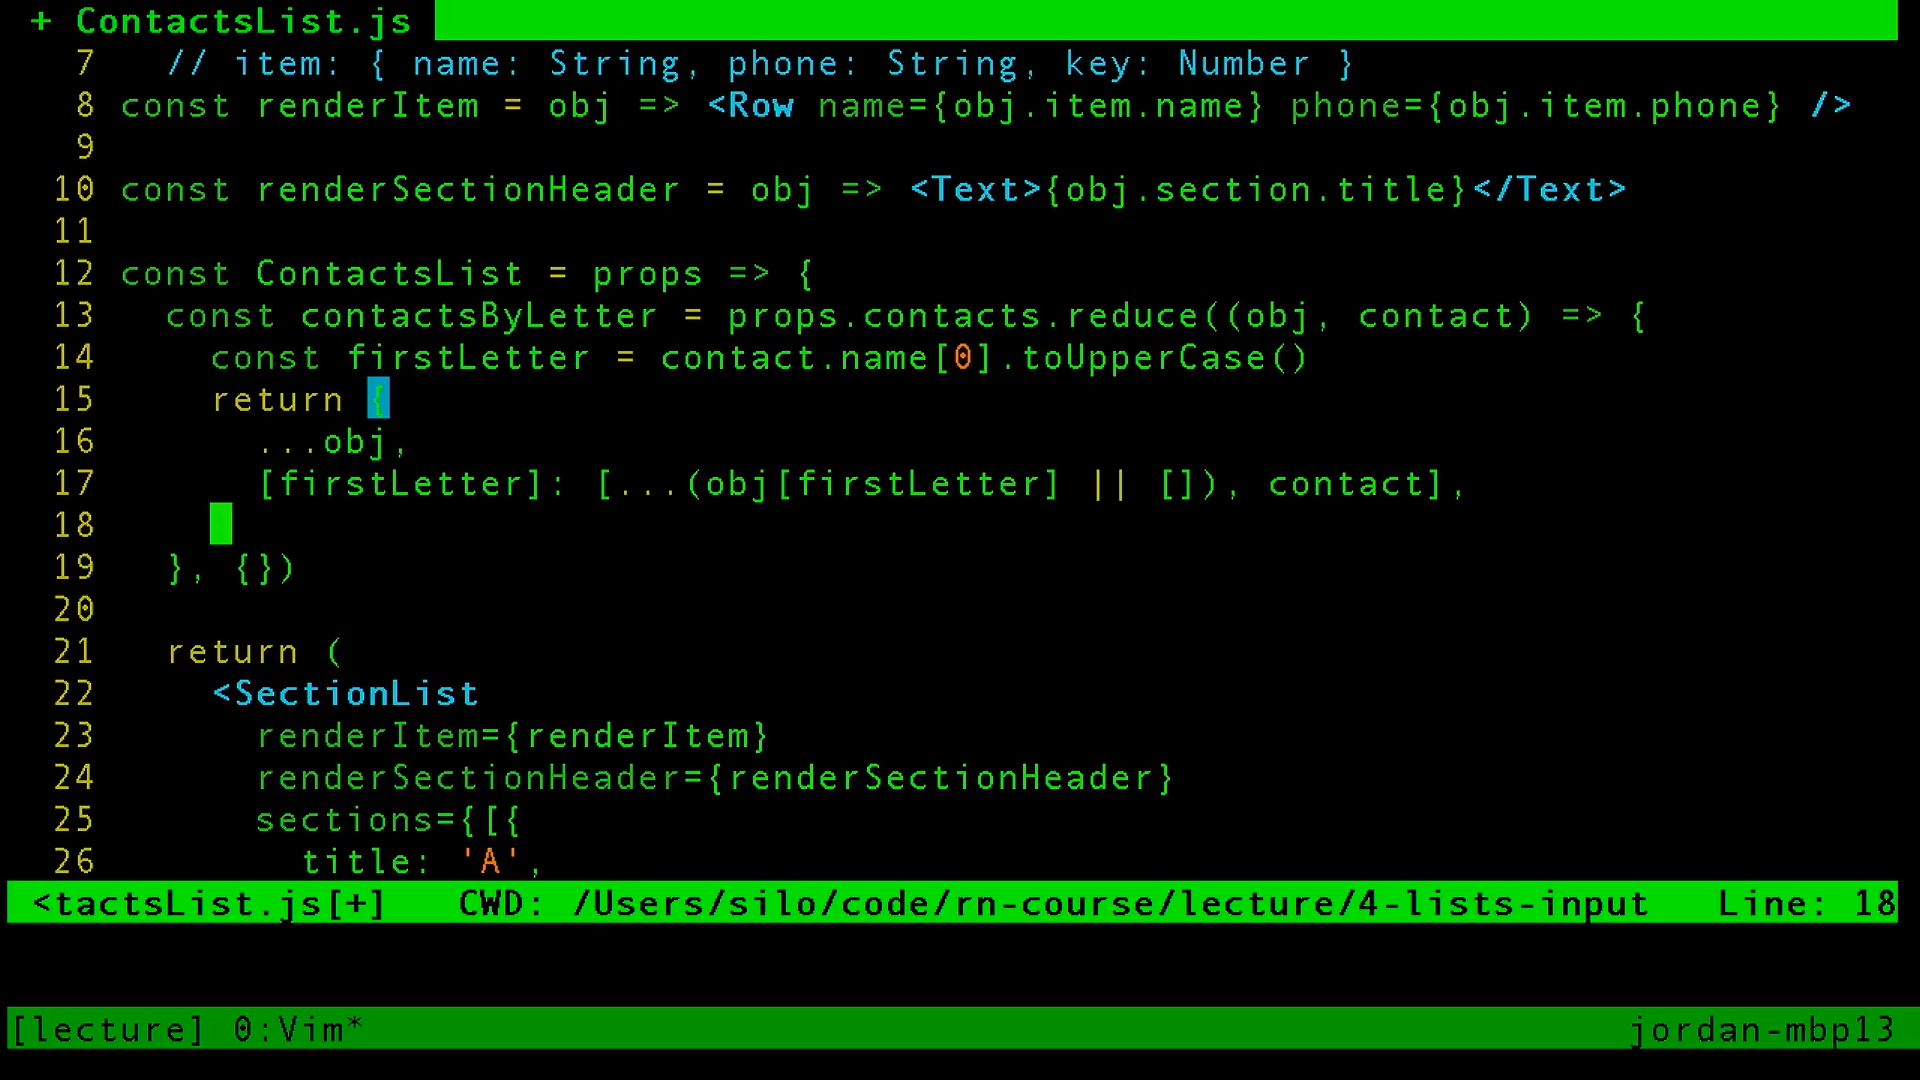 + ContactsList.js
7 // item: { name: String, phone: String, key: Number }
8 const renderItem = obj => <Row name={obj.item.name} phone={obj.item.phone} />
9
10 const renderSectionHeader = obj => <Text>{obj.section.title}</Text>
11
12 const ContactsList = props => {
13 const contactsByLetter = props.contacts.reduce((obj, contact) => {
14 const firstLetter = contact.name[0].toUpperCase()
15 return {
16 ...obj,
17 [firstLetter]: [...(obj[firstLetter] || []), contact],
18
19 }, {})
20
21 return (
22 <SectionList
23 renderItem={renderItem}
24 renderSectionHeader={renderSectionHeader}
25 sections={[{
26 title: 'A',
<tactsList.js[+] CWD: /Users/silo/code/rn-course/lecture/4-lists-input Line: 18
[lecture] 0:Vim* jordan-mbp13